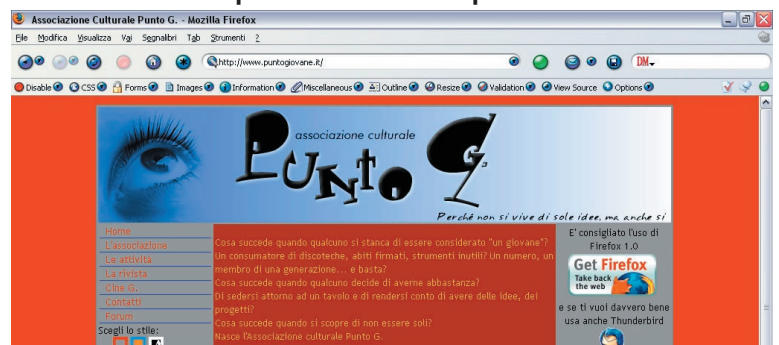 Associazione Culturale Punto G. - Mozilla Firefox
File Modifica Visualizza Vai Segnalibri Tab Strumenti ?
http://www.puntogiovane.it/ DM
Disable CSS Forms Images Information Miscellaneous Outline Resize Validation View Source Options
associazione culturale
PUNTO G.
Perché non si vive di sole idee, ma anche si
Home
L'associazione
Le attività
La rivista
Cine G.
Contatti
Forum
Scegli lo stile:
Cosa succede quando qualcuno si stanca di essere considerato "un giovane"?
Un consumatore di discoteche, abiti firmati, strumenti inutili? Un numero, un
membro di una generazione... e basta?
Cosa succede quando qualcuno decide di averne abbastanza?
Di sedersi attorno ad un tavolo e di rendersi conto di avere delle idee, dei
progetti?
Cosa succede quando si scopre di non essere soli?
Nasce l'Associazione culturale Punto G.
E' consigliato l'uso di
Firefox 1.0
Get Firefox
Take back
the web
e se ti vuoi davvero bene
usa anche Thunderbird